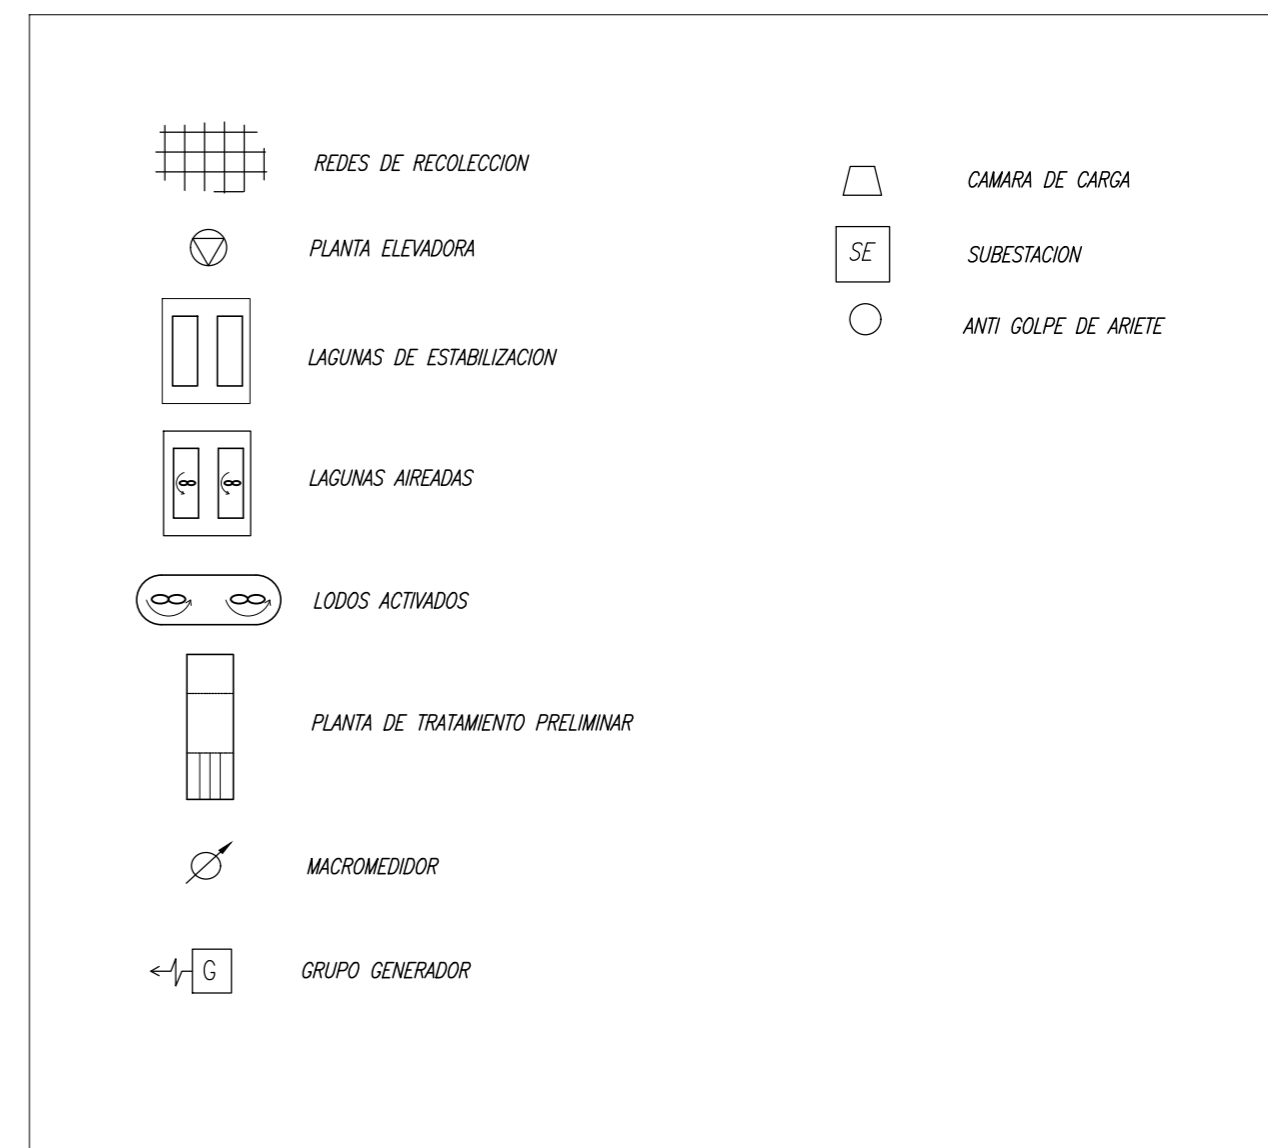 REDES DE RECOLECCION
PLANTA ELEVADORA
LAGUNAS DE ESTABILIZACION
LAGUNAS AIREADAS
LODOS ACTIVADOS
PLANTA DE TRATAMIENTO PRELIMINAR
MACROMEDIDOR
G
GRUPO GENERADOR
CAMARA DE CARGA
SE
SUBESTACION
ANTI GOLPE DE ARIETE